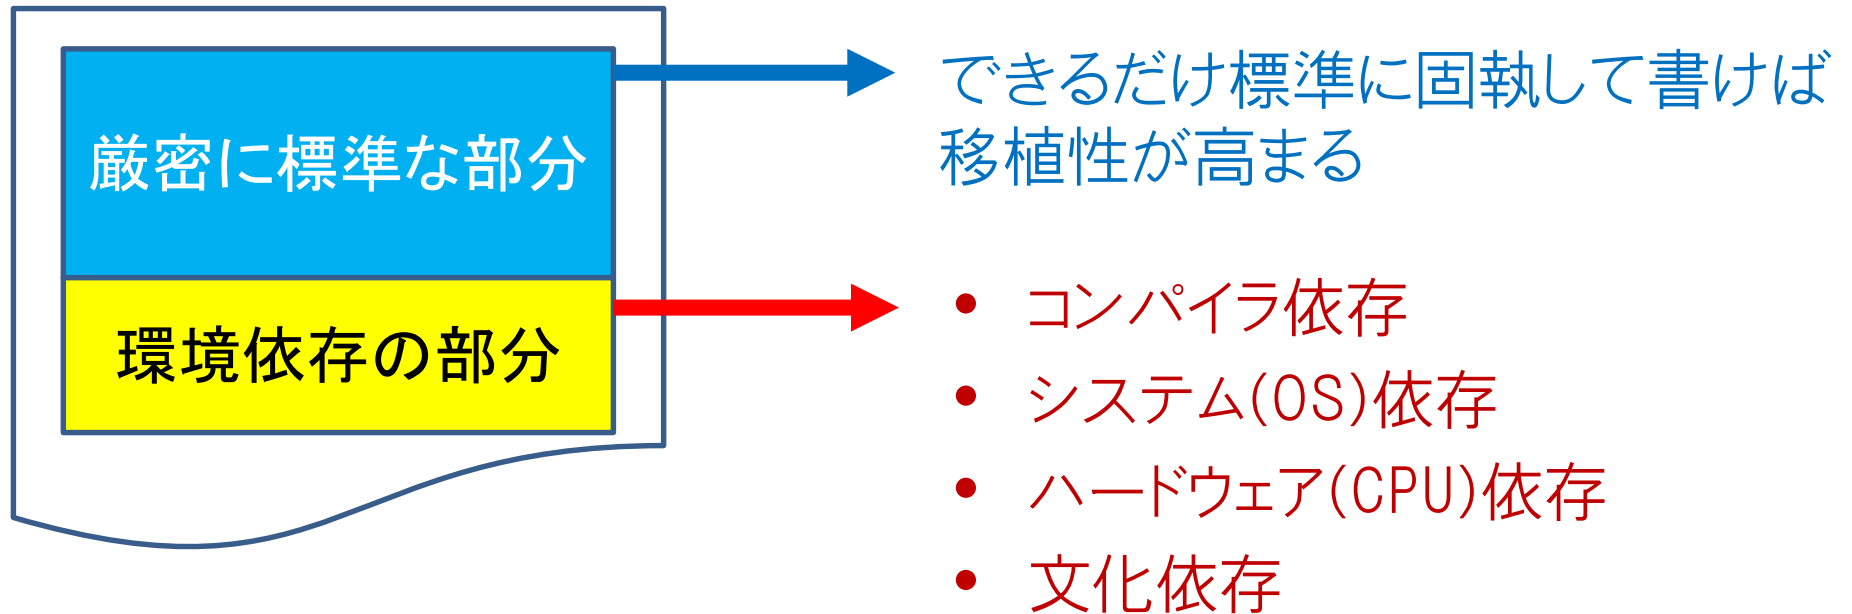 厳密に標準な部分
環境依存の部分
できるだけ標準に固執して書けば
移植性が高まる
• コンパイラ依存
• システム(OS)依存
• ハードウェア(CPU)依存
• 文化依存